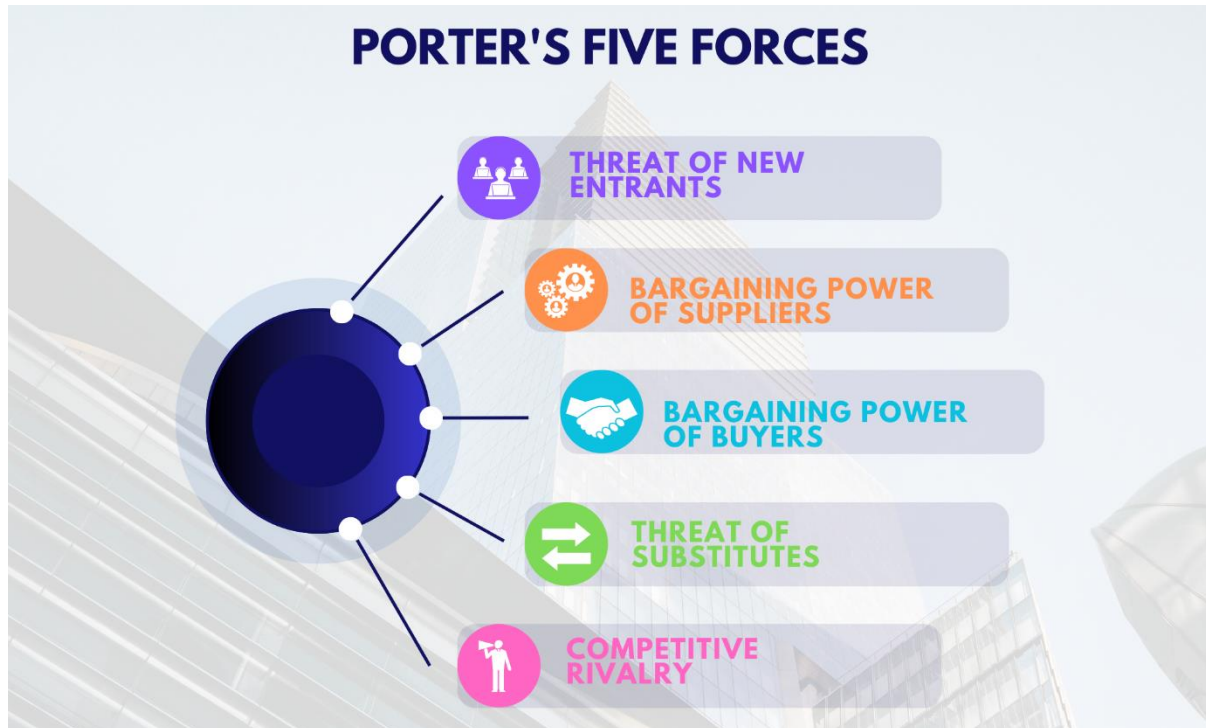 PORTER'S FIVE FORCES
THREAT OF NEW
ENTRANTS
BARGAINING POWER
OF SUPPLIERS
BARGAINING POWER
OF BUYERS
THREAT OF
SUBSTITUTES
COMPETITIVE
RIVALRY